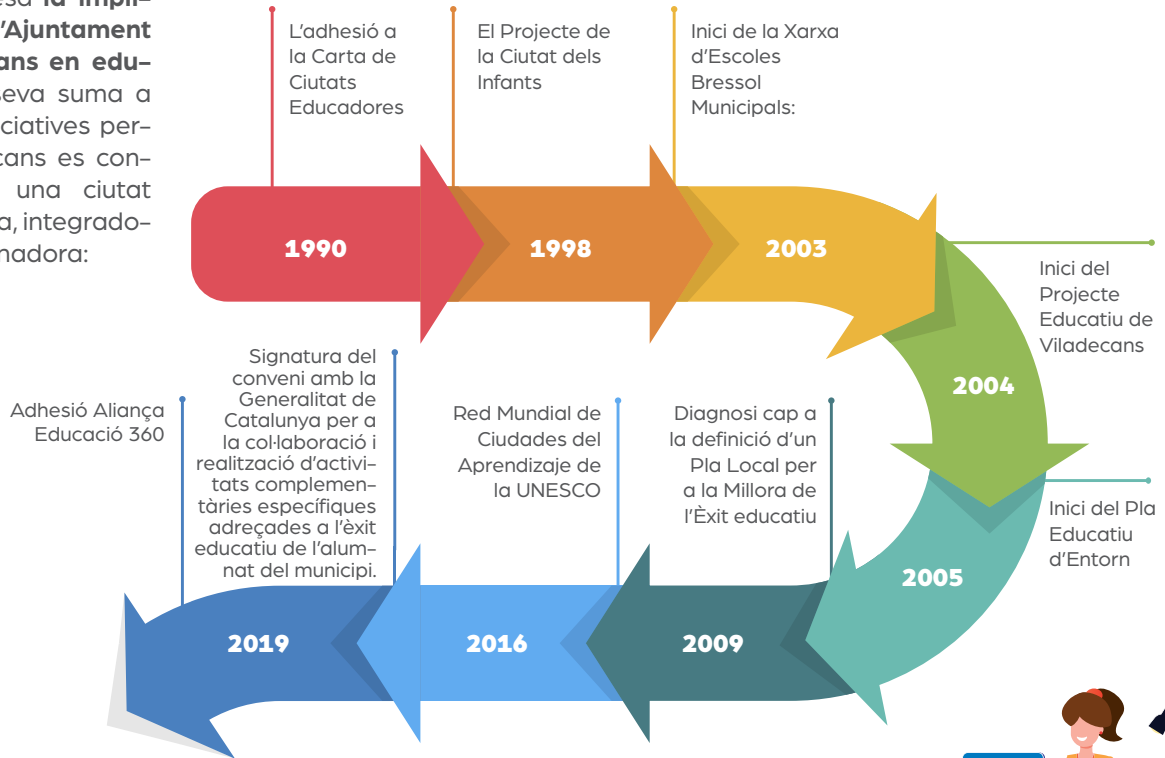 la impli-
l'Ajuntament
ans en edu-
seva suma a
ciatives per-
cans es con-
una ciutat
a, integrado-
nadora:
L'adhesió a
la Carta de
Ciutats
Educadores
El Projecte de
la Ciutat dels
Infants
Inici de la Xarxa
d'Escoles
Bressol
Municipals:
1990
1998
2003
Inici del
Projecte
Educatiu de
Viladecans
2004
Inici del Pla
Educatiu
d'Entorn
2005
Diagnosi cap a
la definició d'un
Pla Local per
a la Millora de
l'Èxit educatiu
2009
Red Mundial de
Ciudades del
Aprendizaje de
la UNESCO
2016
Signatura del
conveni amb la
Generalitat de
Catalunya per a
la col·laboració i
realització d'activi-
tats complemen-
tàries específiques
adreçades a l'èxit
educatiu de l'alum-
nat del municipi.
Adhesió Aliança
Educació 360
2019